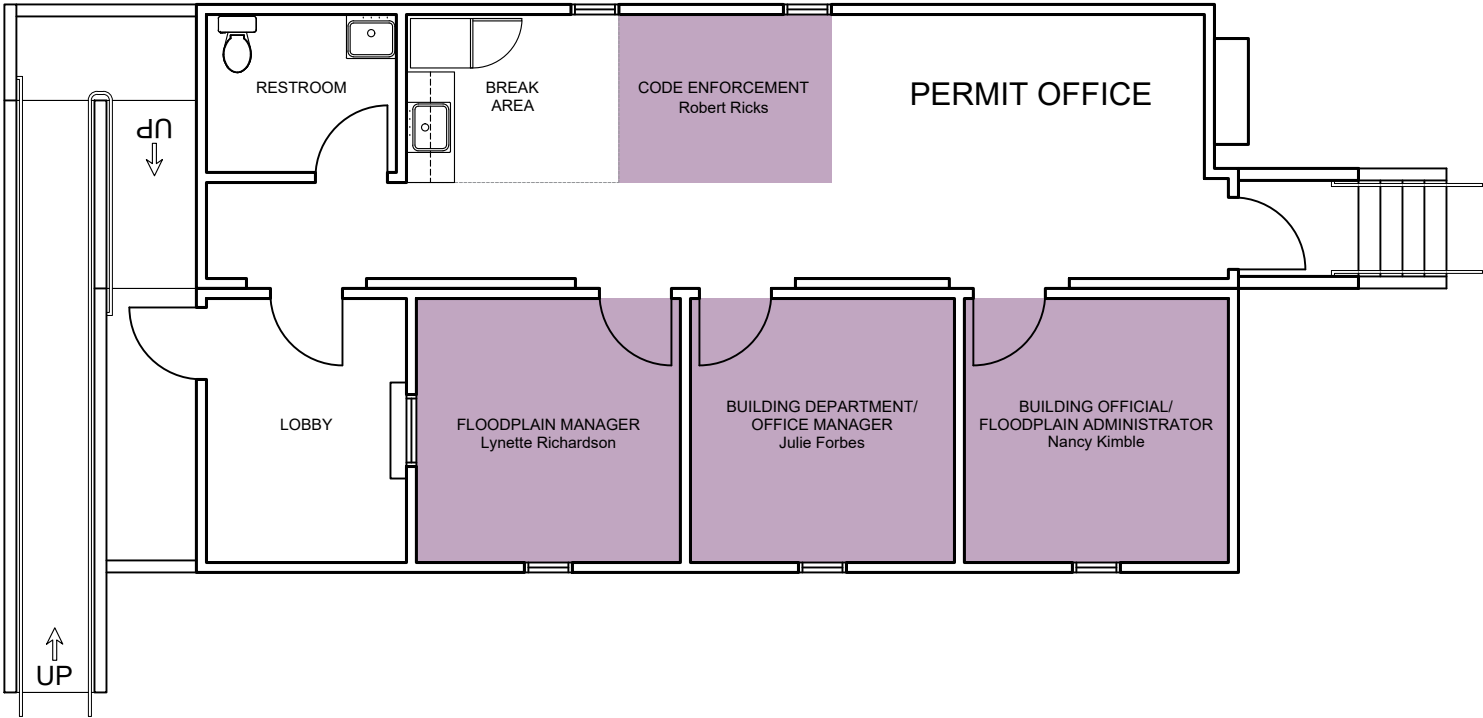 RESTROOM
BREAK
AREA
CODE ENFORCEMENT
Robert Ricks
PERMIT OFFICE
UP
LOBBY
FLOODPLAIN MANAGER
Lynette Richardson
BUILDING DEPARTMENT/
OFFICE MANAGER
Julie Forbes
BUILDING OFFICIAL/
FLOODPLAIN ADMINISTRATOR
Nancy Kimble
UP